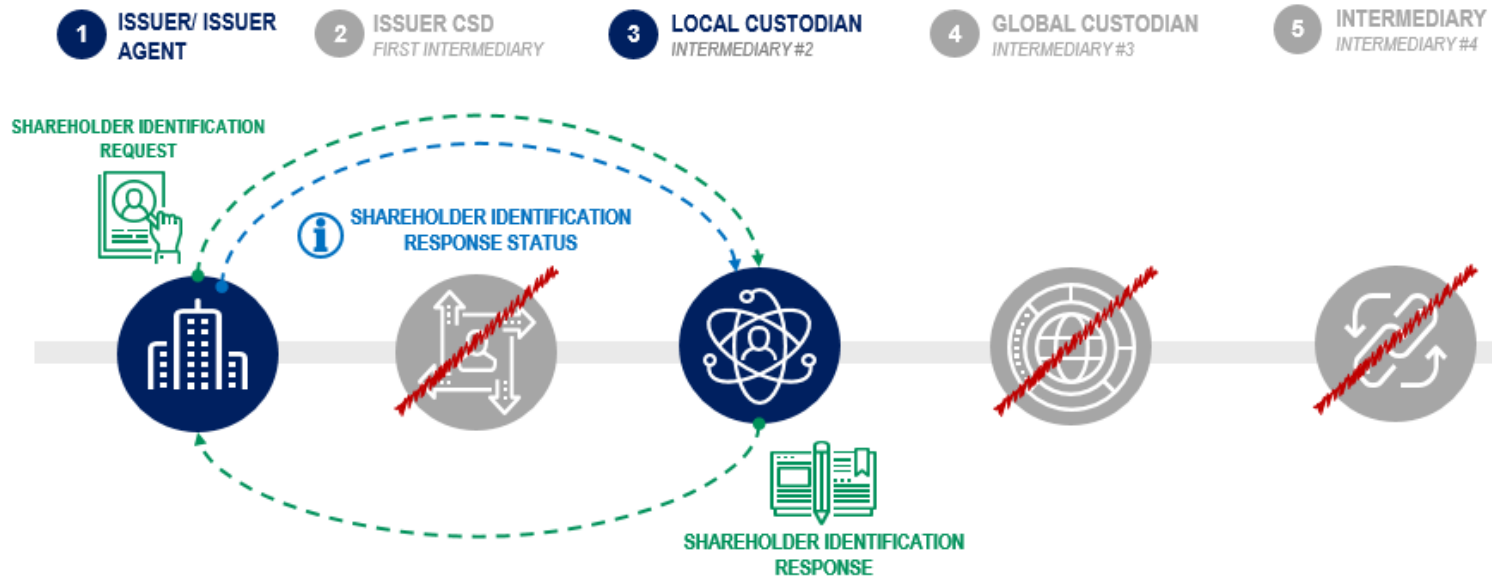 1 ISSUER/ ISSUER
AGENT
2 ISSUER CSD
FIRST INTERMEDIARY
3 LOCAL CUSTODIAN
INTERMEDIARY #2
4 GLOBAL CUSTODIAN
INTERMEDIARY #3
5 INTERMEDIARY
INTERMEDIARY #4
SHAREHOLDER IDENTIFICATION
REQUEST
SHAREHOLDER IDENTIFICATION
RESPONSE STATUS
SHAREHOLDER IDENTIFICATION
RESPONSE